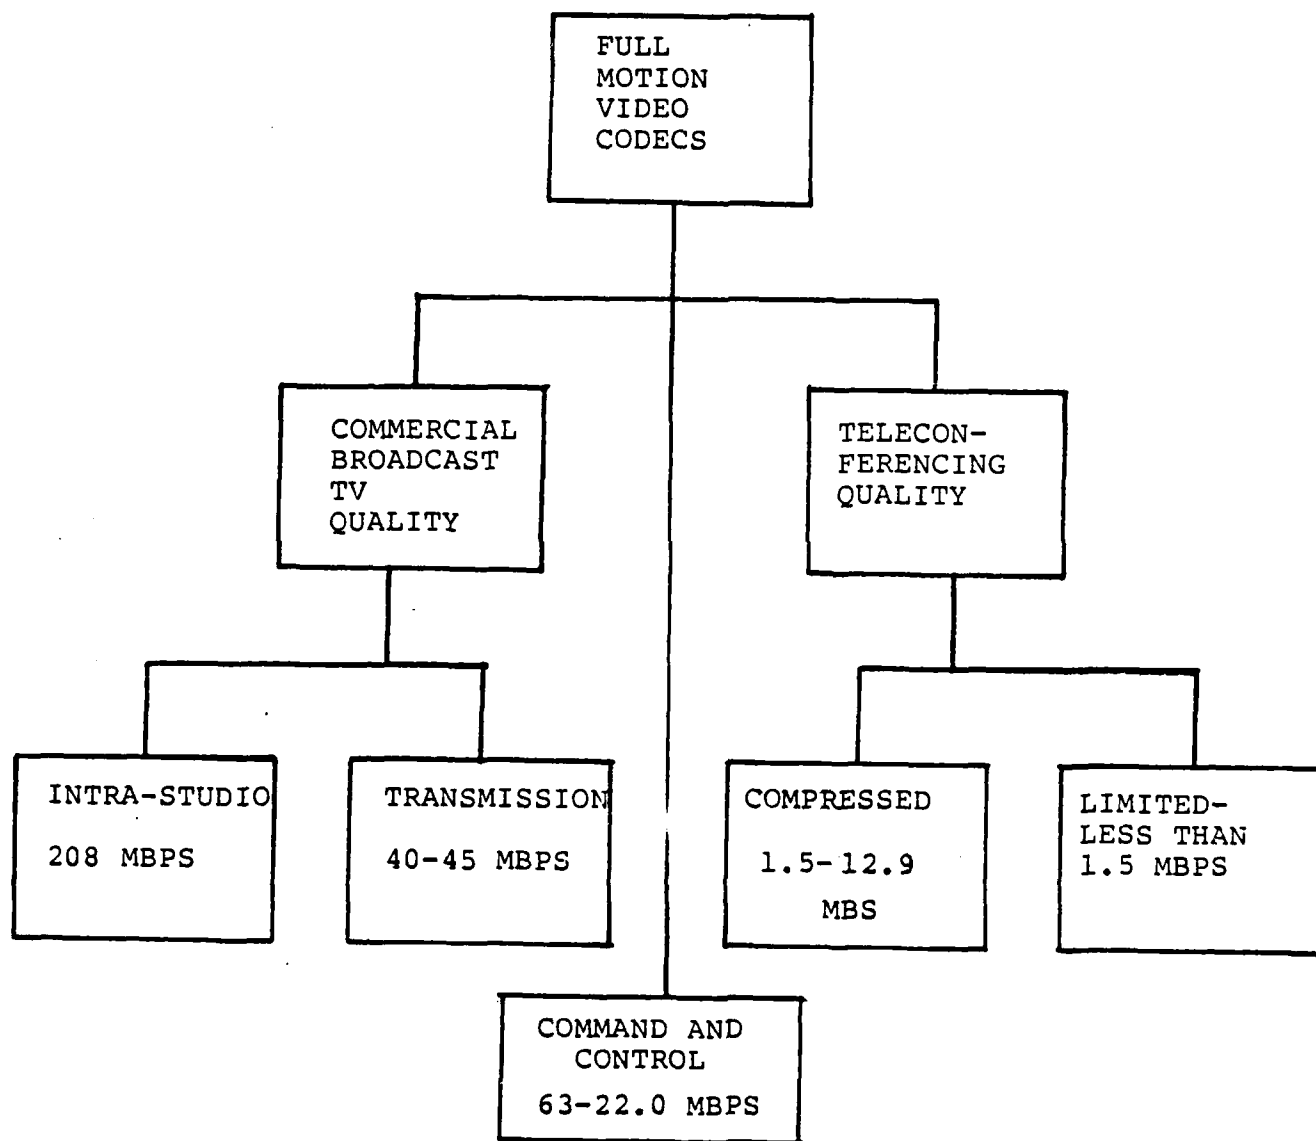 FULL
MOTION
VIDEO
CODECS
COMMERCIAL
BROADCAST
TV
QUALITY
TELECON-
FERENCING
QUALITY
INTRA-STUDIO
208 MBPS
TRANSMISSION
40-45 MBPS
COMPRESSED
1.5-12.9
MBS
LIMITED-
LESS THAN
1.5 MBPS
COMMAND AND
CONTROL
63-22.0 MBPS